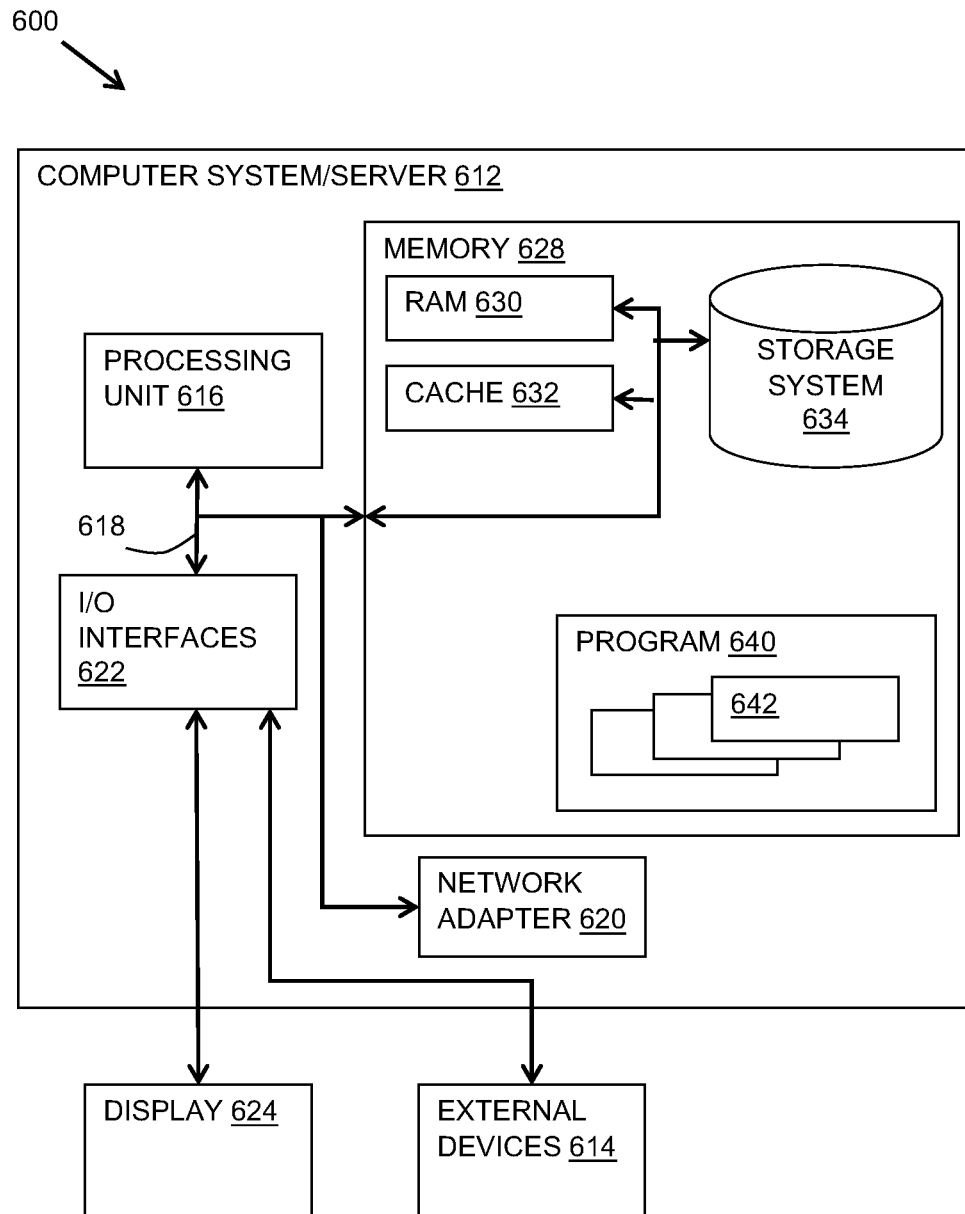 600
COMPUTER SYSTEM/SERVER 612
MEMORY 628
RAM 630
CACHE 632
STORAGE
SYSTEM
634
PROCESSING
UNIT 616
618
I/O
INTERFACES
622
PROGRAM 640
642
NETWORK
ADAPTER 620
DISPLAY 624
EXTERNAL
DEVICES 614